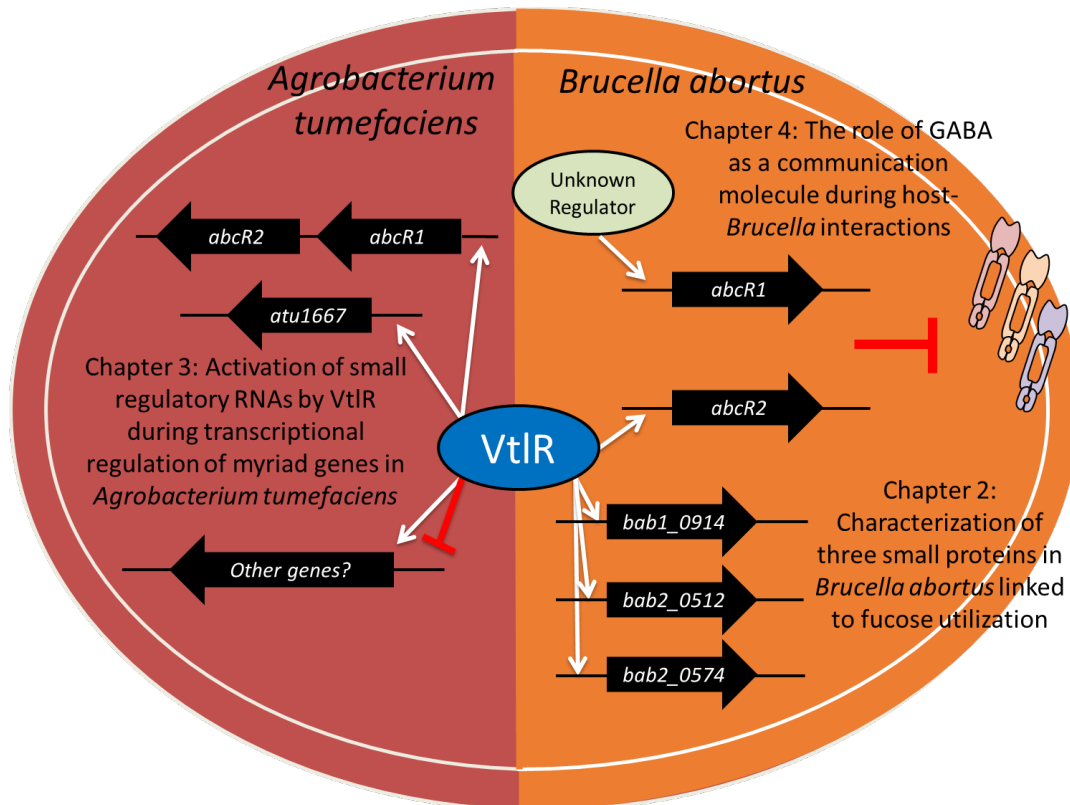 Agrobacterium
tumefaciens
abcR2
abcR1
atu1667
Chapter 3: Activation of small
regulatory RNAs by VtlR
during transcriptional
regulation of myriad genes in
Agrobacterium tumefaciens
Other genes?
VtlR
Brucella abortus
Chapter 4: The role of GABA
as a communication
molecule during host-
Brucella interactions
Unknown
Regulator
abcR1
abcR2
bab1_0914
bab2_0512
bab2_0574
Chapter 2:
Characterization of
three small proteins in
Brucella abortus linked
to fucose utilization